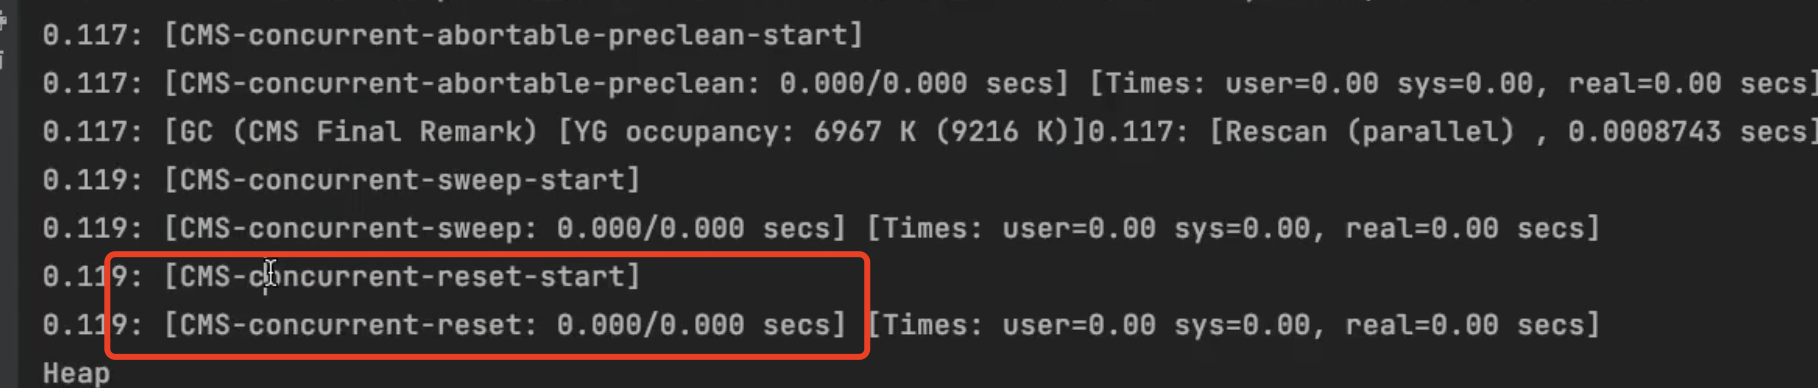 0.117: [CMS-concurrent-abortable-preclean-start]
0.117: [CMS-concurrent-abortable-preclean: 0.000/0.000 secs] [Times: user=0.00 sys=0.00, real=0.00 secs]
0.117: [GC (CMS Final Remark) [YG occupancy: 6967 K (9216 K)]0.117: [Rescan (parallel) , 0.0008743 secs]
0.119: [CMS-concurrent-sweep-start]
0.119: [CMS-concurrent-sweep: 0.000/0.000 secs] [Times: user=0.00 sys=0.00, real=0.00 secs]
0.119: [CMS-concurrent-reset-start]
0.119: [CMS-concurrent-reset: 0.000/0.000 secs] [Times: user=0.00 sys=0.00, real=0.00 secs]
Heap